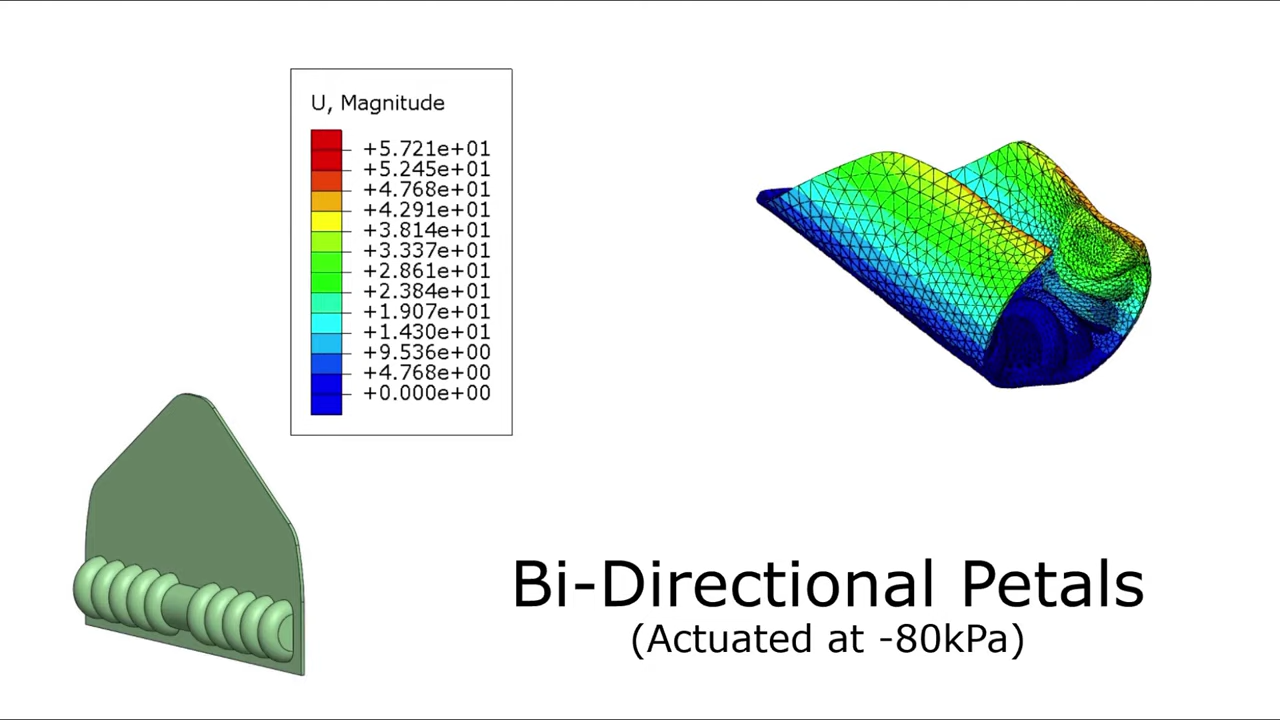 U, Magnitude
+5.721e+01
+5.245e+01
+4.768e+01
+4.291e+01
+3.814e+01
+3.337e+01
+2.861e+01
+2.384e+01
+1.907e+01
+1.430e+01
+9.536e+00
+4.768e+00
+0.000e+00
Bi-Directional Petals
(Actuated at -80kPa)